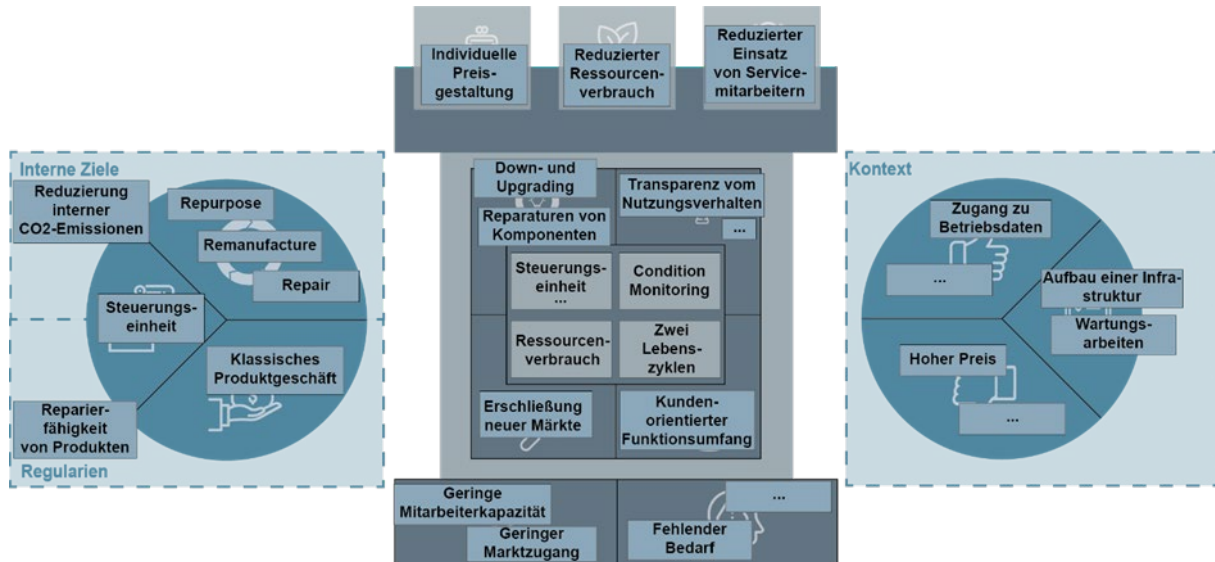 Individuelle
Preis-
gestaltung
Reduzierter
Ressourcen-
verbrauch
Reduzierter
Einsatz
von Service-
mitarbeitern
Interne Ziele
Reduzierung
interner
CO2-Emissionen
Repurpose
Remanufacture
Repair
Steuerungs-
einheit
Klassisches
Produktgeschäft
Reparier-
fähigkeit
von Produkten
Regularien
Down- und
Upgrading
Reparaturen von
Komponenten
Transparenz vom
Nutzungsverhalten
...
Steuerungs-
einheit
...
Condition
Monitoring
Ressourcen-
verbrauch
Zwei
Lebens-
zyklen
Erschließung
neuer Märkte
Kunden-
orientierter
Funktionsumfang
Geringe
Mitarbeiterkapazität
Geringer
Marktzugang
...
Fehlender
Bedarf
Kontext
Zugang zu
Betriebsdaten
...
Aufbau einer Infra-
struktur
Wartungs-
arbeiten
Hoher Preis
...